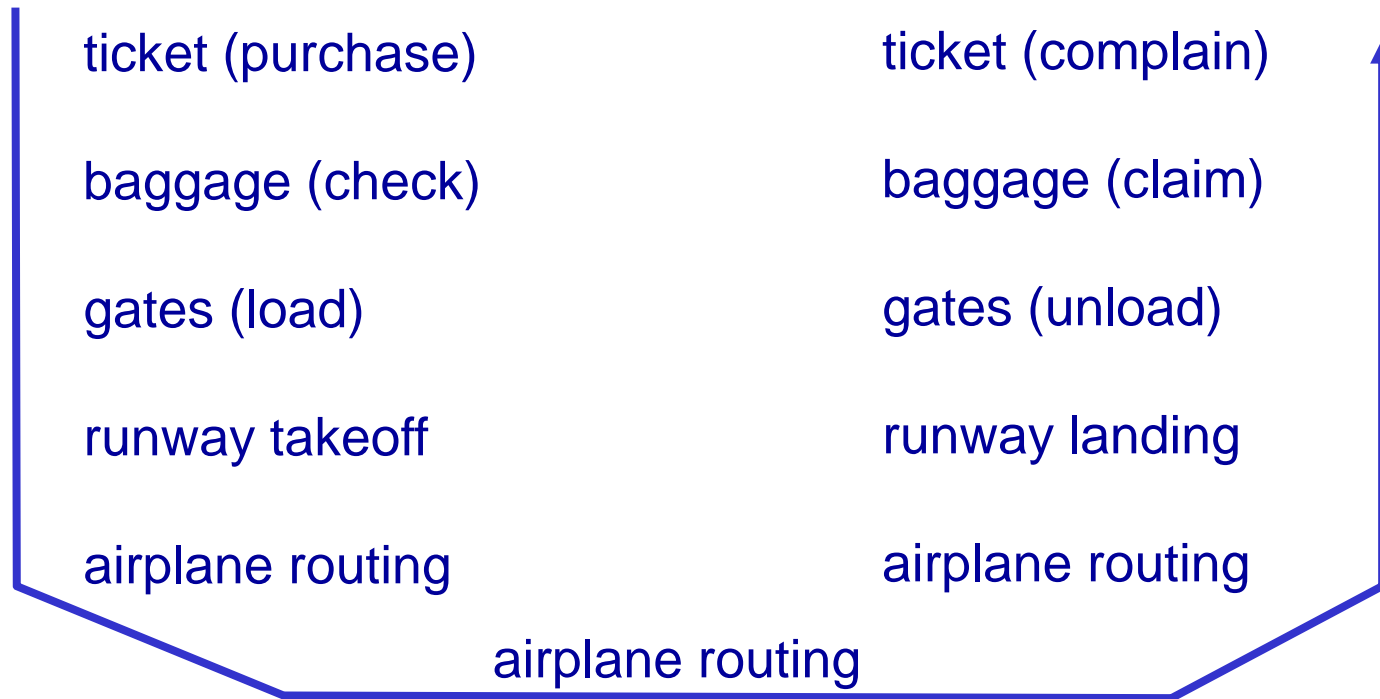 ticket (purchase)
baggage (check)
gates (load)
runway takeoff
airplane routing
airplane routing
ticket (complain)
baggage (claim)
gates (unload)
runway landing
airplane routing